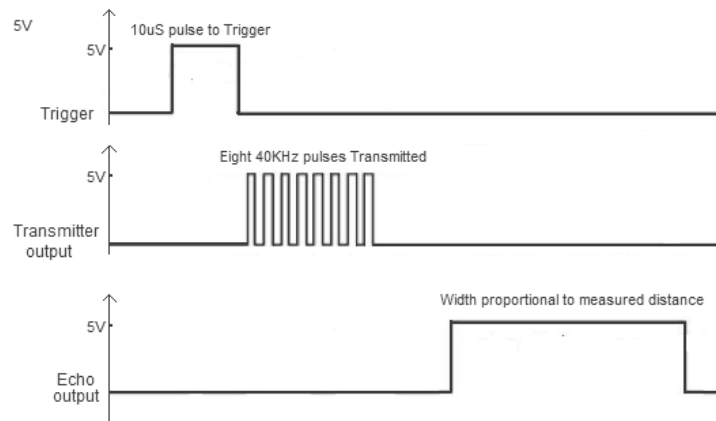 5V
10uS pulse to Trigger
5V
Trigger
Eight 40KHz pulses Transmitted
5V
Transmitter
output
Width proportional to measured distance
5V
Echo
output